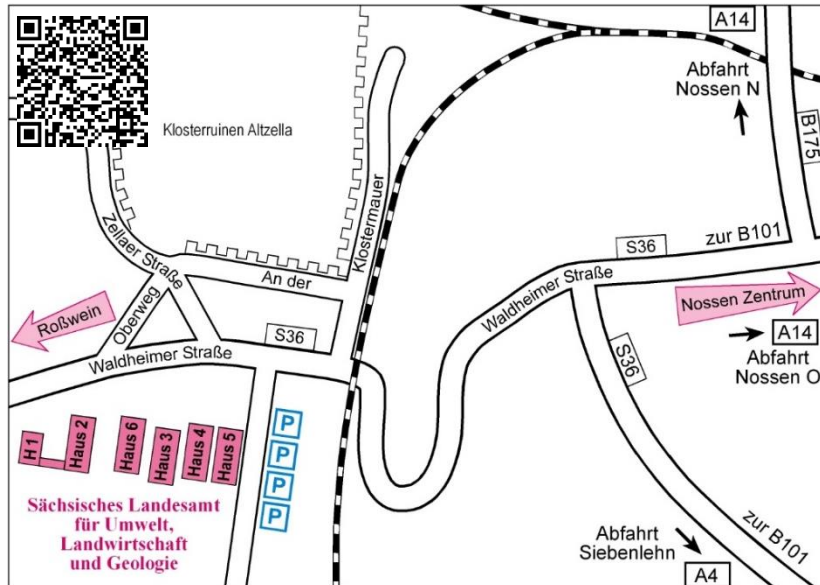 A14
Abfahrt
Nossen N
B175
Klosterruinen Altzella
Zellaer Straße
An der
Klostermauer
S36
zur B101
Waldheimer Straße
Nossen Zentrum
Roßwein
Oberweg
S36
Waldheimer Straße
A14
Abfahrt
Nossen O
S36
H 1
Haus 2
Haus 6
Haus 3
Haus 4
Haus 5
P
P
P
P
Sächsisches Landesamt
für Umwelt,
Landwirtschaft
und Geologie
Abfahrt
Siebenlehn
zur B101
A4